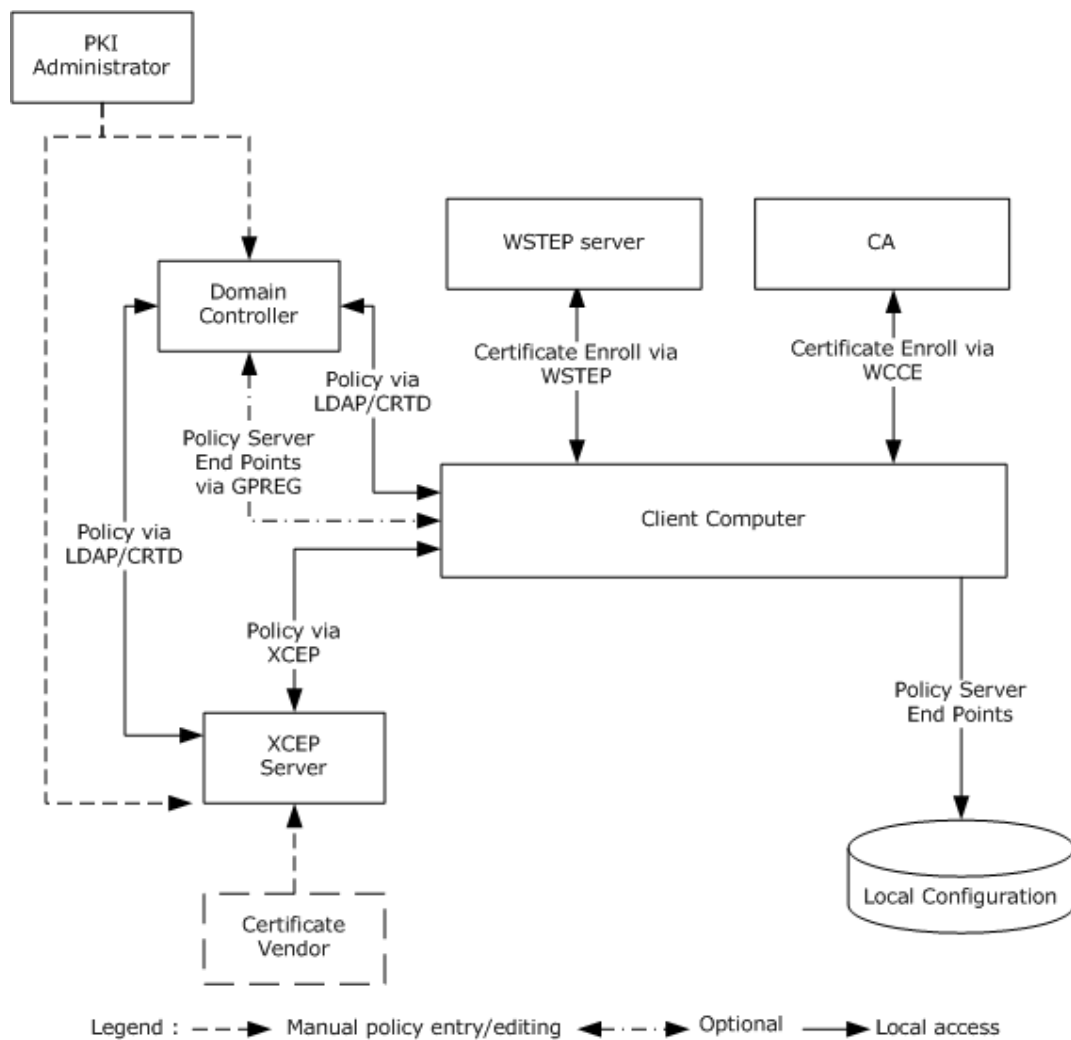 PKI
Administrator
WSTEP server
CA
Domain
Controller
Certificate Enroll via
WSTEP
Certificate Enroll via
WCCE
Policy via
LDAP/CRTD
Policy Server
End Points
via GPREG
Client Computer
Policy via
LDAP/CRTD
Policy via
XCEP
Policy Server
End Points
XCEP
Server
Local Configuration
Certificate
Vendor
Legend : Manual policy entry/editing Optional Local access